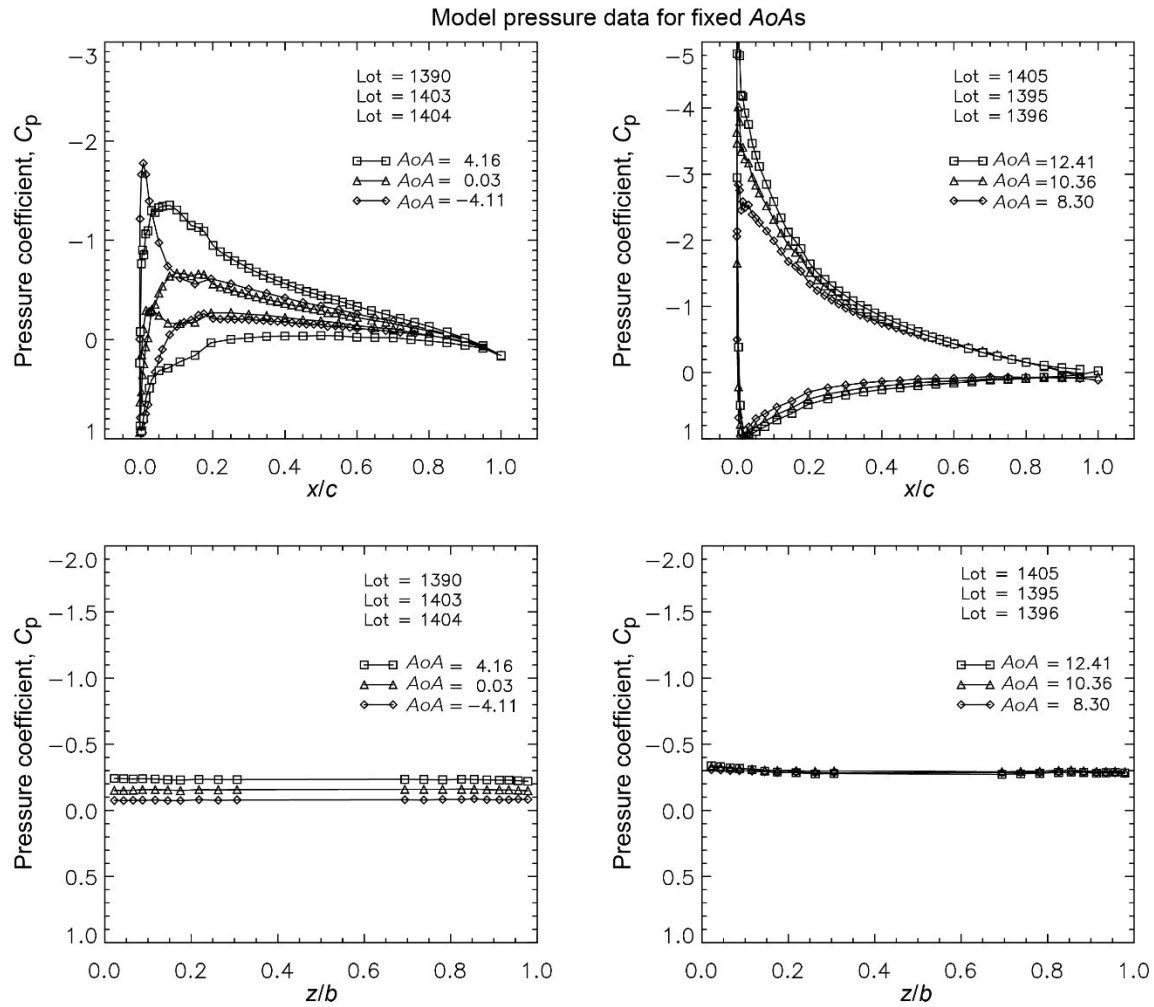 Model pressure data for fixed AoAs
Pressure coefficient, Cp
-3
-2
-1
0
1
Lot = 1390
Lot = 1403
Lot = 1404
AoA = 4.16
AoA = 0.03
AoA = -4.11
0.0 0.2 0.4 0.6 0.8 1.0
x/c
Pressure coefficient, Cp
-5
-4
-3
-2
-1
0
1
Lot = 1405
Lot = 1395
Lot = 1396
AoA = 12.41
AoA = 10.36
AoA = 8.30
0.0 0.2 0.4 0.6 0.8 1.0
x/c
Pressure coefficient, Cp
-2.0
-1.5
-1.0
-0.5
0.0
0.5
1.0
Lot = 1390
Lot = 1403
Lot = 1404
AoA = 4.16
AoA = 0.03
AoA = -4.11
0.0 0.2 0.4 0.6 0.8 1.0
z/b
Pressure coefficient, Cp
-2.0
-1.5
-1.0
-0.5
0.0
0.5
1.0
Lot = 1405
Lot = 1395
Lot = 1396
AoA = 12.41
AoA = 10.36
AoA = 8.30
0.0 0.2 0.4 0.6 0.8 1.0
z/b